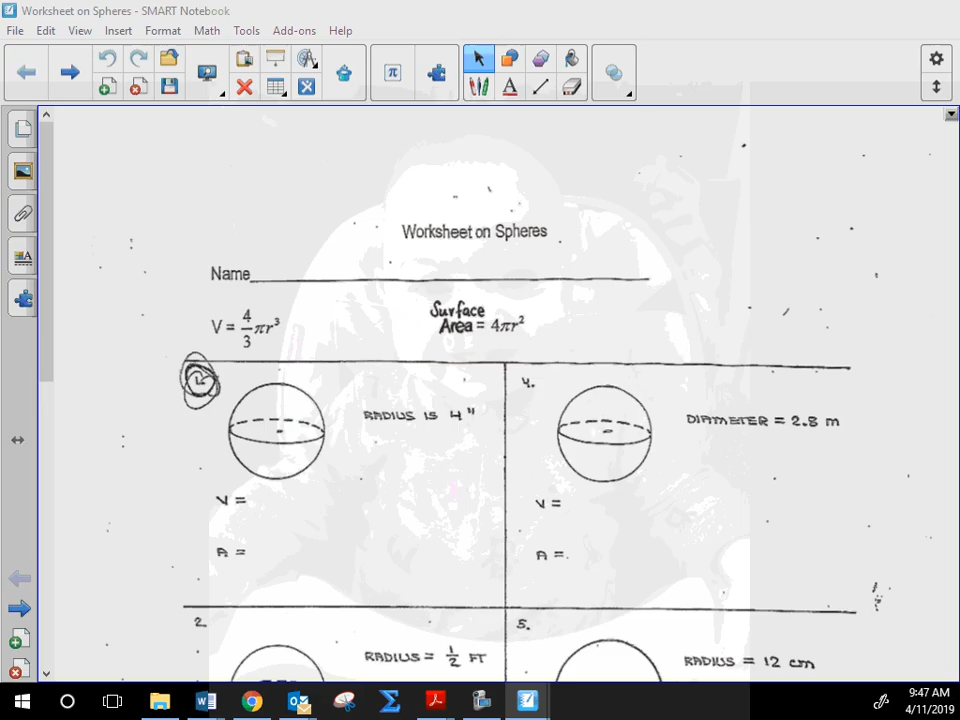 Worksheet on Spheres - SMART Notebook
File Edit View Insert Format Math Tools Add-ons Help
Worksheet on Spheres
Name
V = 4/3 πr³
Surface
Area = 4πr²
RADIUS IS 4"
V =
A =
4.
DIAMETER = 2.8 m
V =
A =
2.
RADIUS = 1/2 FT
5.
RADIUS = 12 cm
9:47 AM
4/11/2019